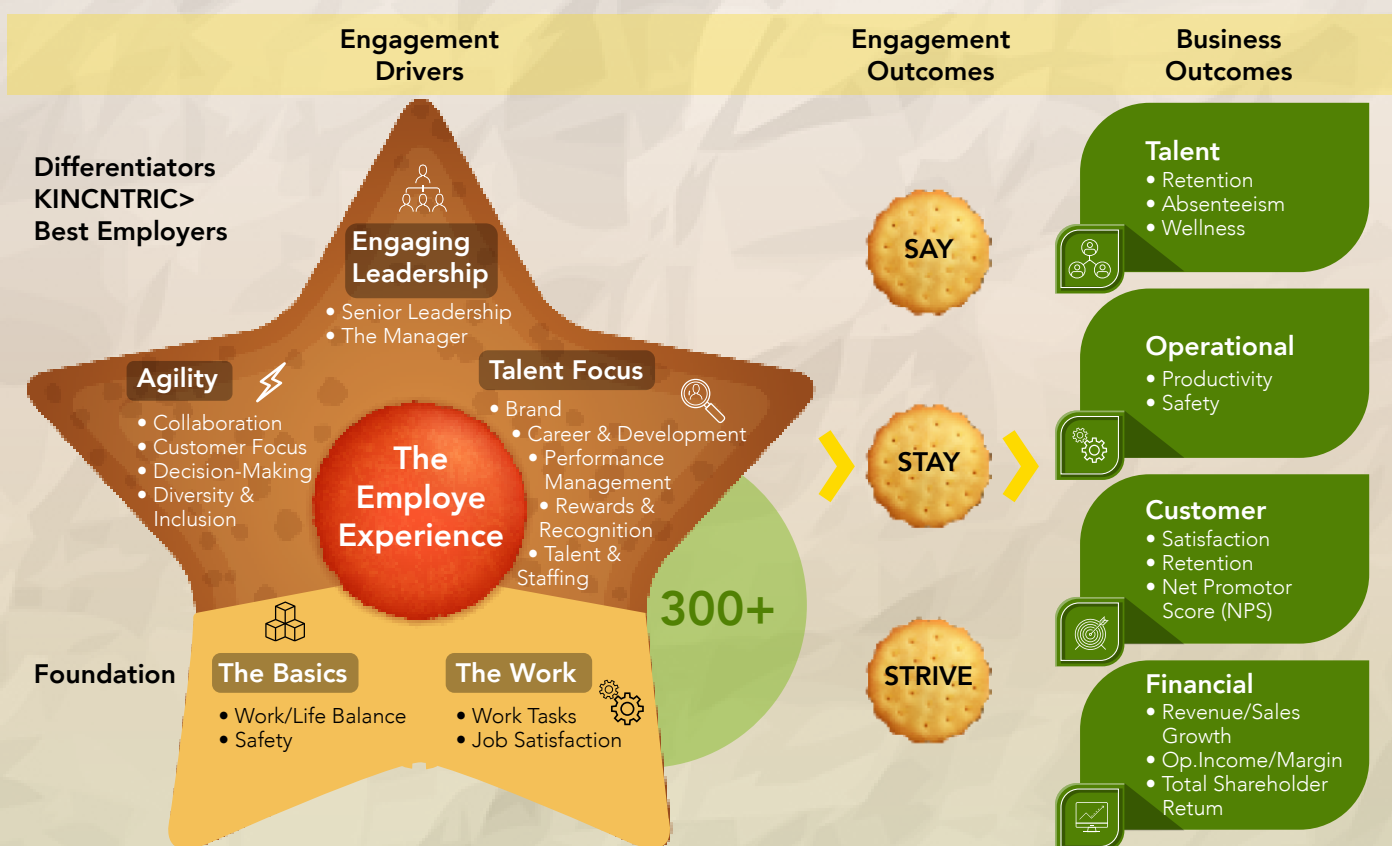 Engagement
Drivers
Engagement
Outcomes
Business
Outcomes
Differentiators
KINCNTRIC>
Best Employers
Engaging
Leadership
• Senior Leadership
• The Manager
Agility
• Collaboration
• Customer Focus
• Decision-Making
• Diversity &
Inclusion
Talent Focus
• Brand
• Career & Development
• Performance
Management
• Rewards &
Recognition
• Talent &
Staffing
The
Employe
Experience
300+
Foundation
The Basics
• Work/Life Balance
• Safety
The Work
• Work Tasks
• Job Satisfaction
SAY
STAY
STRIVE
Talent
• Retention
• Absenteeism
• Wellness
Operational
• Productivity
• Safety
Customer
• Satisfaction
• Retention
• Net Promotor
Score (NPS)
Financial
• Revenue/Sales
Growth
• Op.Income/Margin
• Total Shareholder
Retum